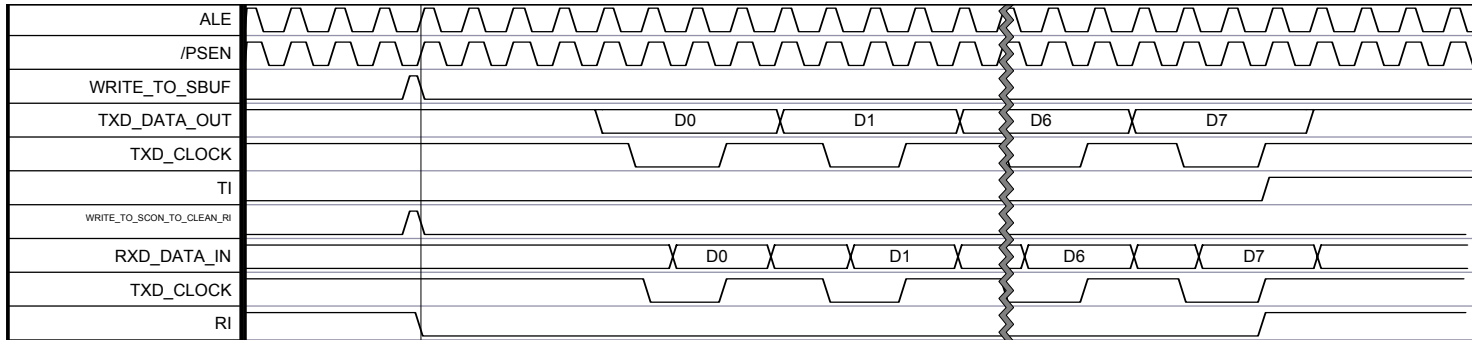 ALE
/PSEN
WRITE_TO_SBUF
TXD_DATA_OUT D0 D1 D6 D7
TXD_CLOCK
TI
WRITE_TO_SCON_TO_CLEAN_RI
RXD_DATA_IN D0 D1 D6 D7
TXD_CLOCK
RI